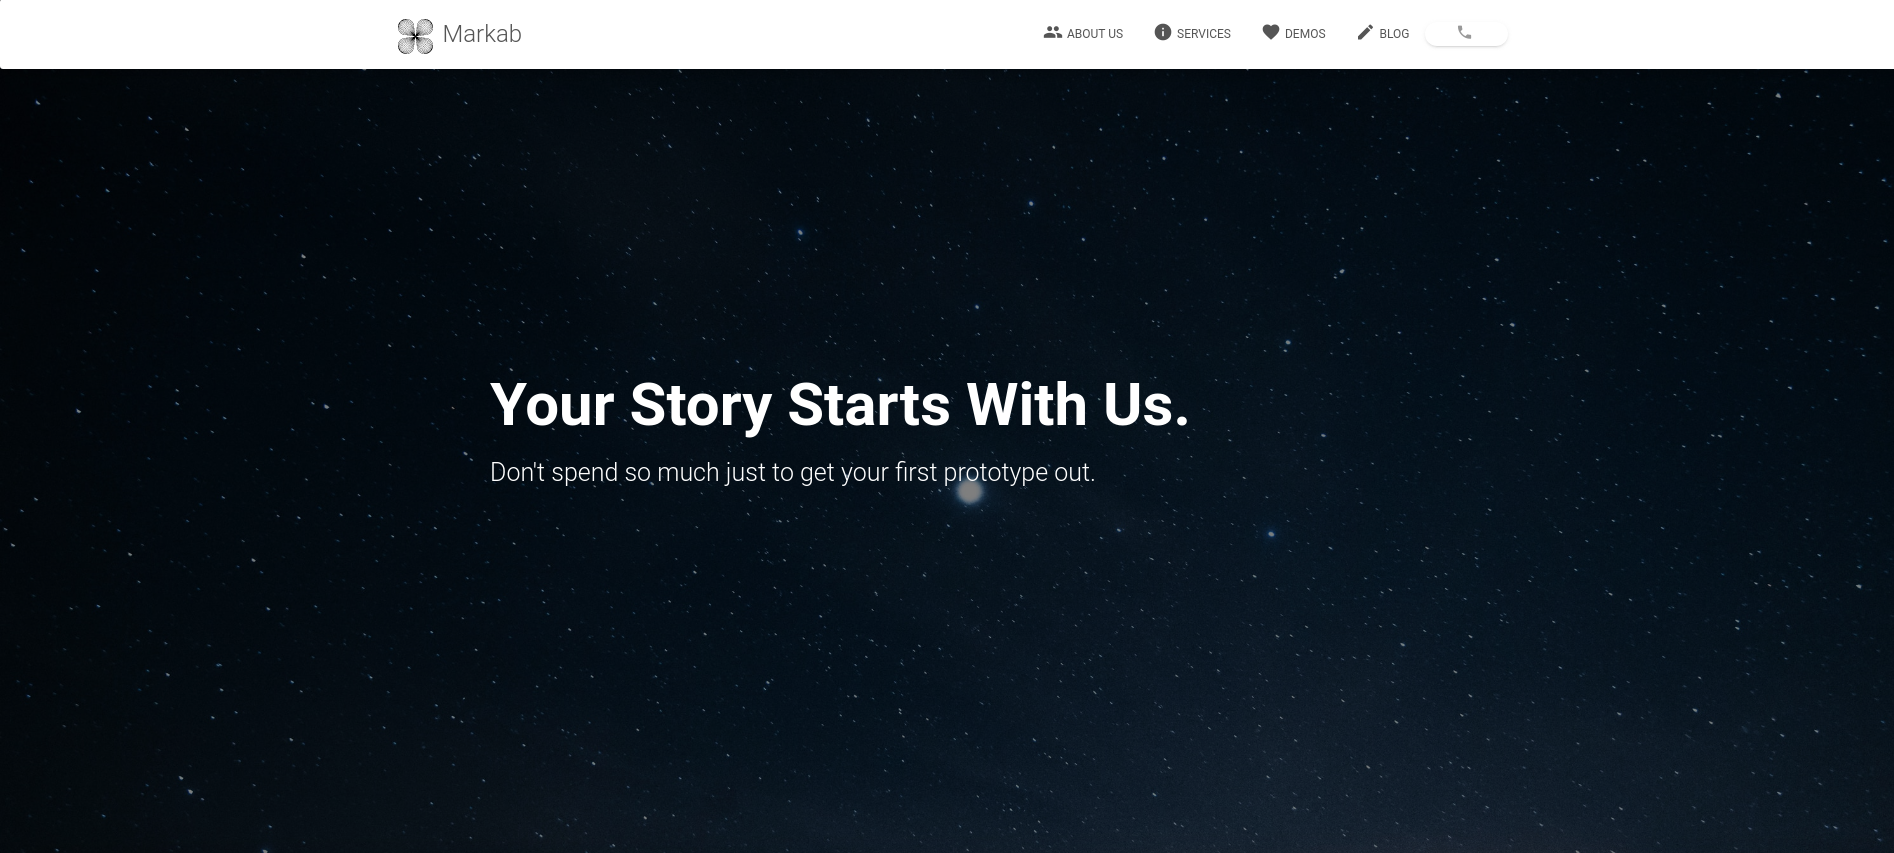 Markab
ABOUT US
SERVICES
DEMOS
BLOG
Your Story Starts With Us.
Don't spend so much just to get your first prototype out.